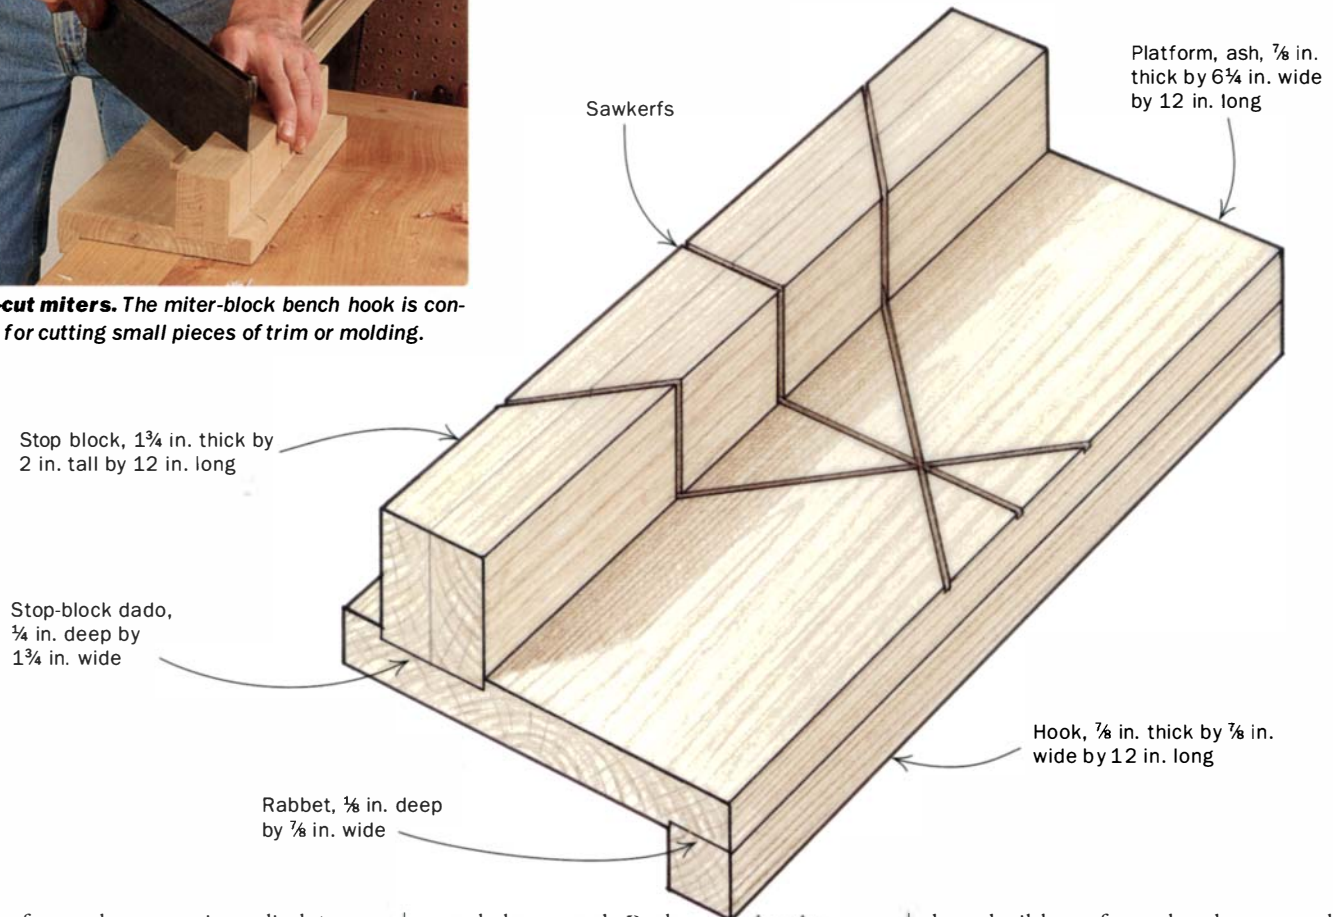 Platform, ash, ⅞ in.
thick by 6¼ in. wide
by 12 in. long
Sawkerfs
-cut miters. The miter-block bench hook is con-
for cutting small pieces of trim or molding.
Stop block, 1¾ in. thick by
2 in. tall by 12 in. long
Stop-block dado,
¼ in. deep by
1¾ in. wide
Hook, ⅞ in. thick by ⅞ in.
wide by 12 in. long
Rabbet, ⅛ in. deep
by ⅞ in. wide